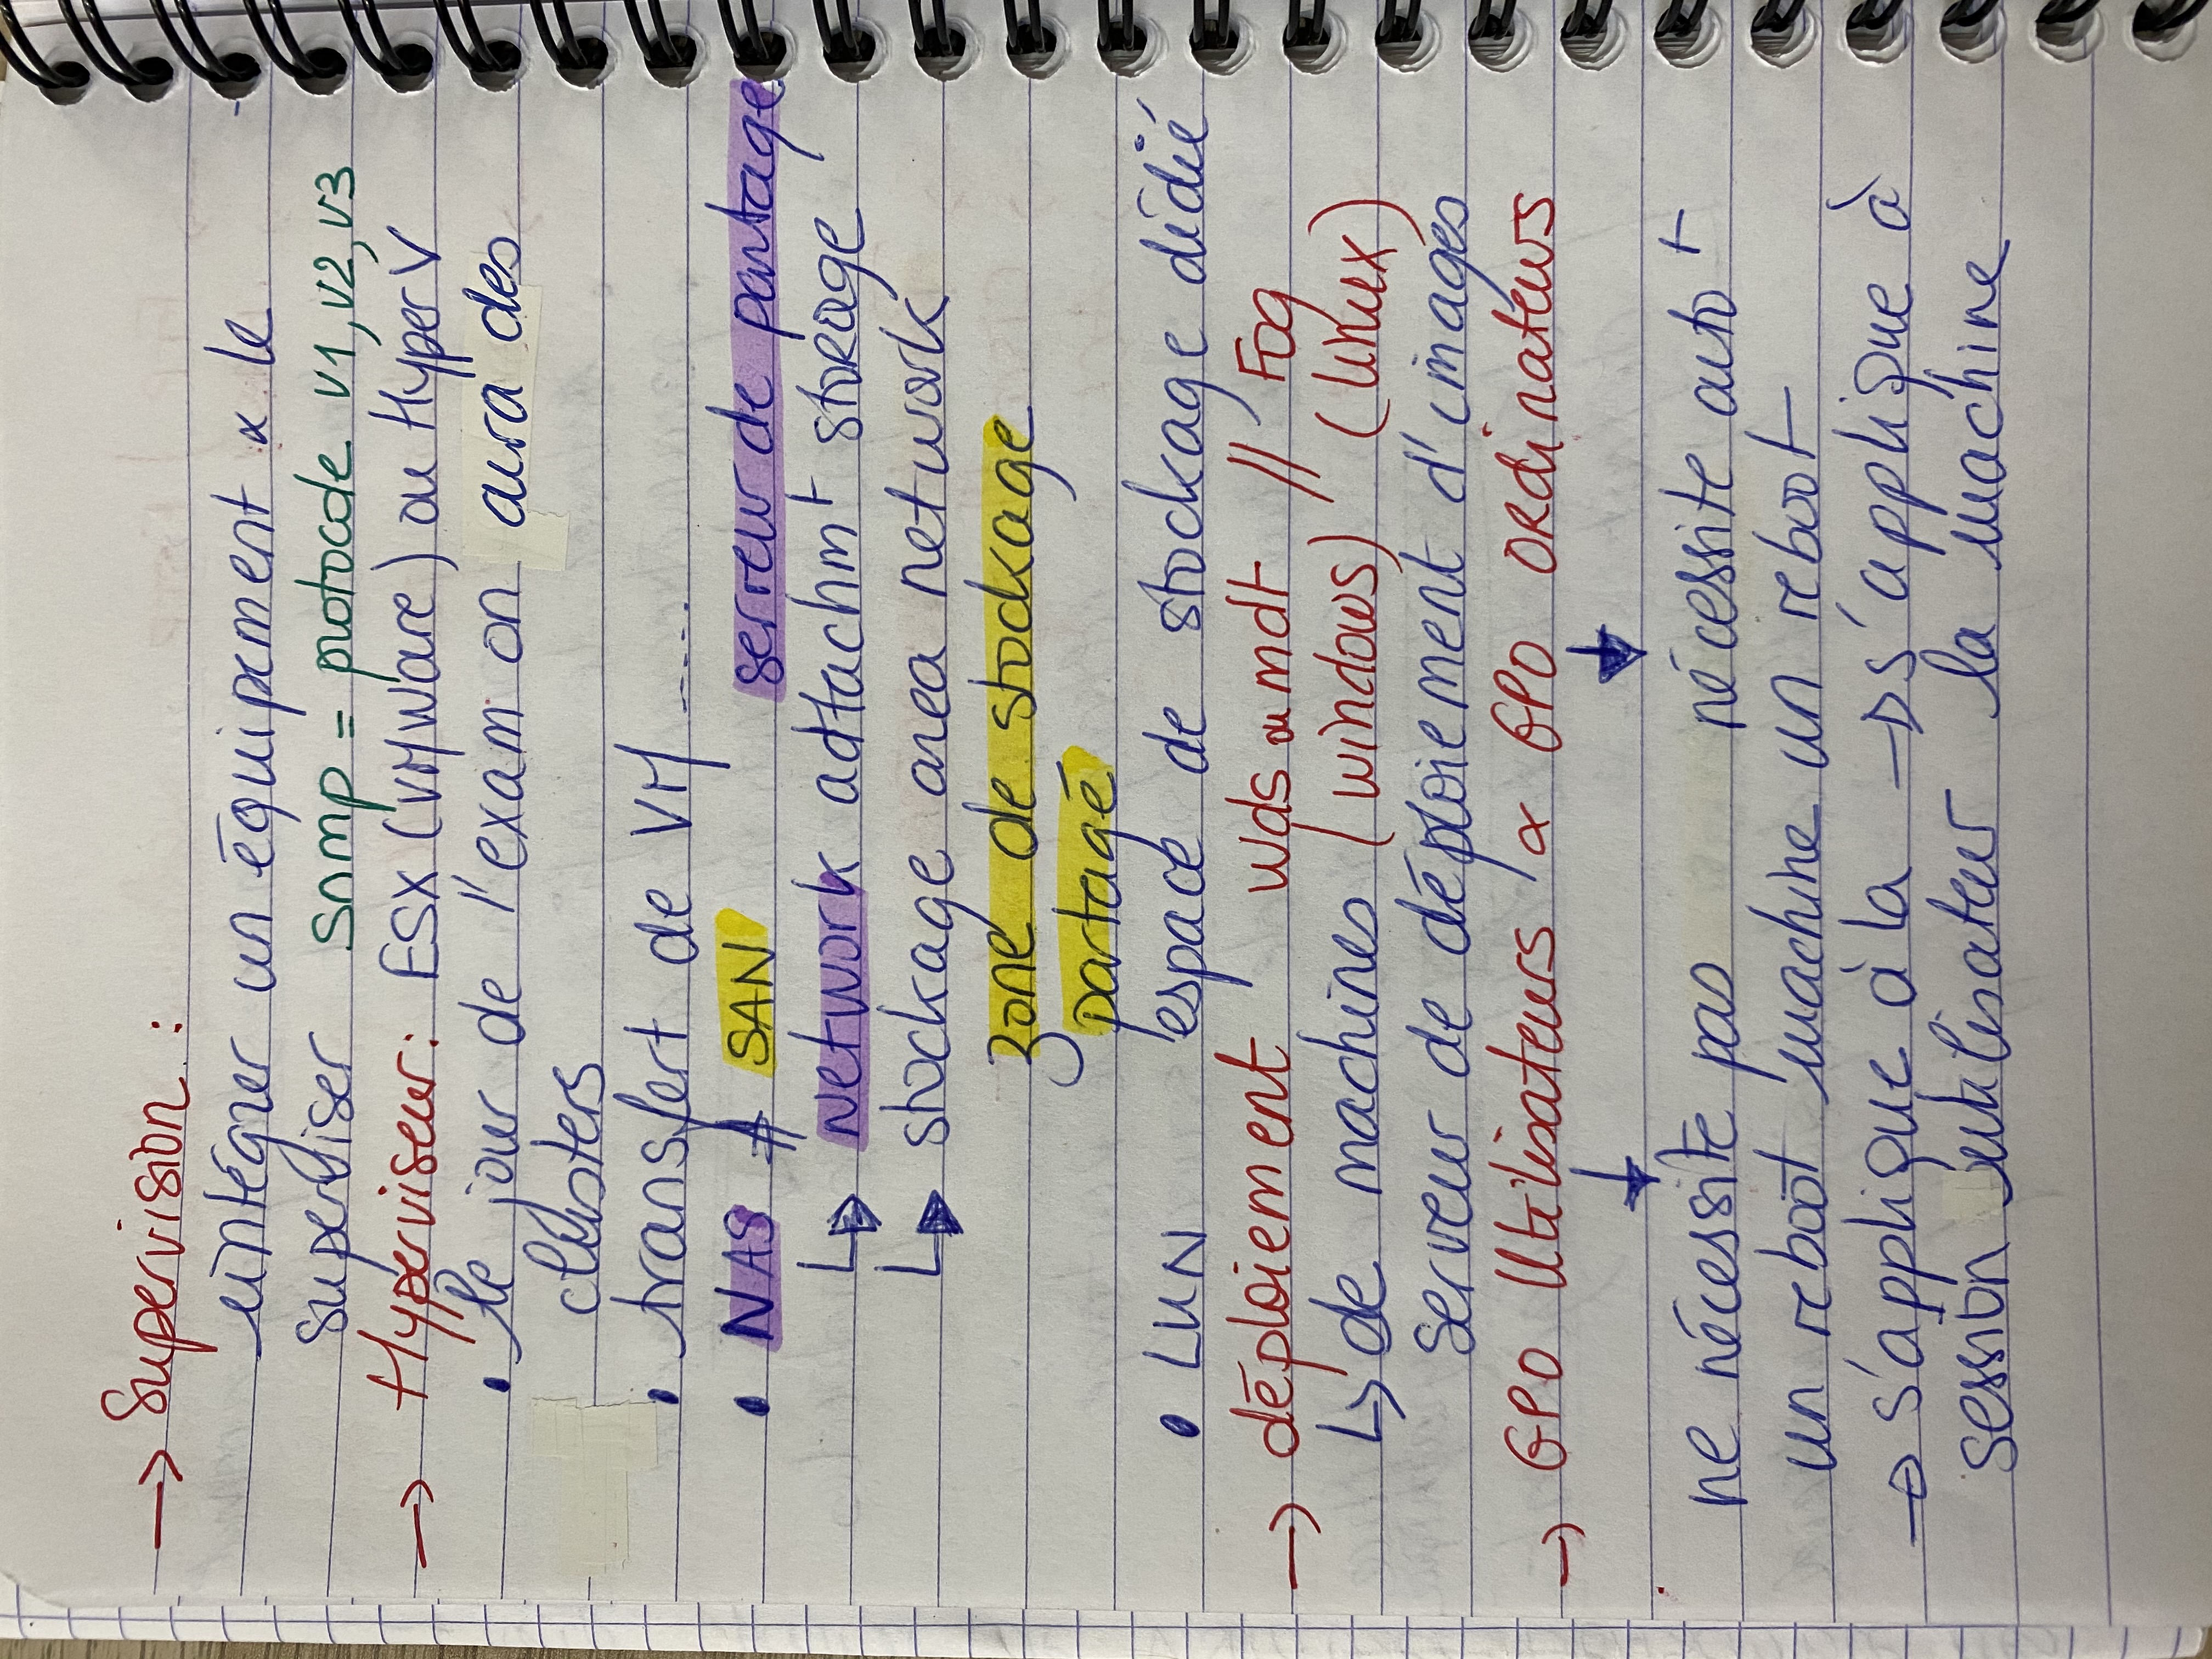 → Supervision :
intégrer un équipement & le
superviser snmp = protocole v1, v2, v3
→ Hyperviseur : ESX (VMWare) ou Hyper V
• le jour de l'exam on aura des
clusters
• transfert de VM .....
• NAS ≠ SAN serveur de partage
↳ Network adtachmt storage
↳ stockage area network
zone de stockage
partagé
• LUN espace de stockage dédié
→ déploiement wds ou mdt // Fog
↳ de machines (windows) (linux)
serveur de déploiement d'images
→ GPO Utilisateurs & GPO Ordinateurs
↓ ↓
ne nécessite pas nécessite auto t
un reboot machine un reboot
→ s'applique à la → s'applique à
session utilisateur la machine